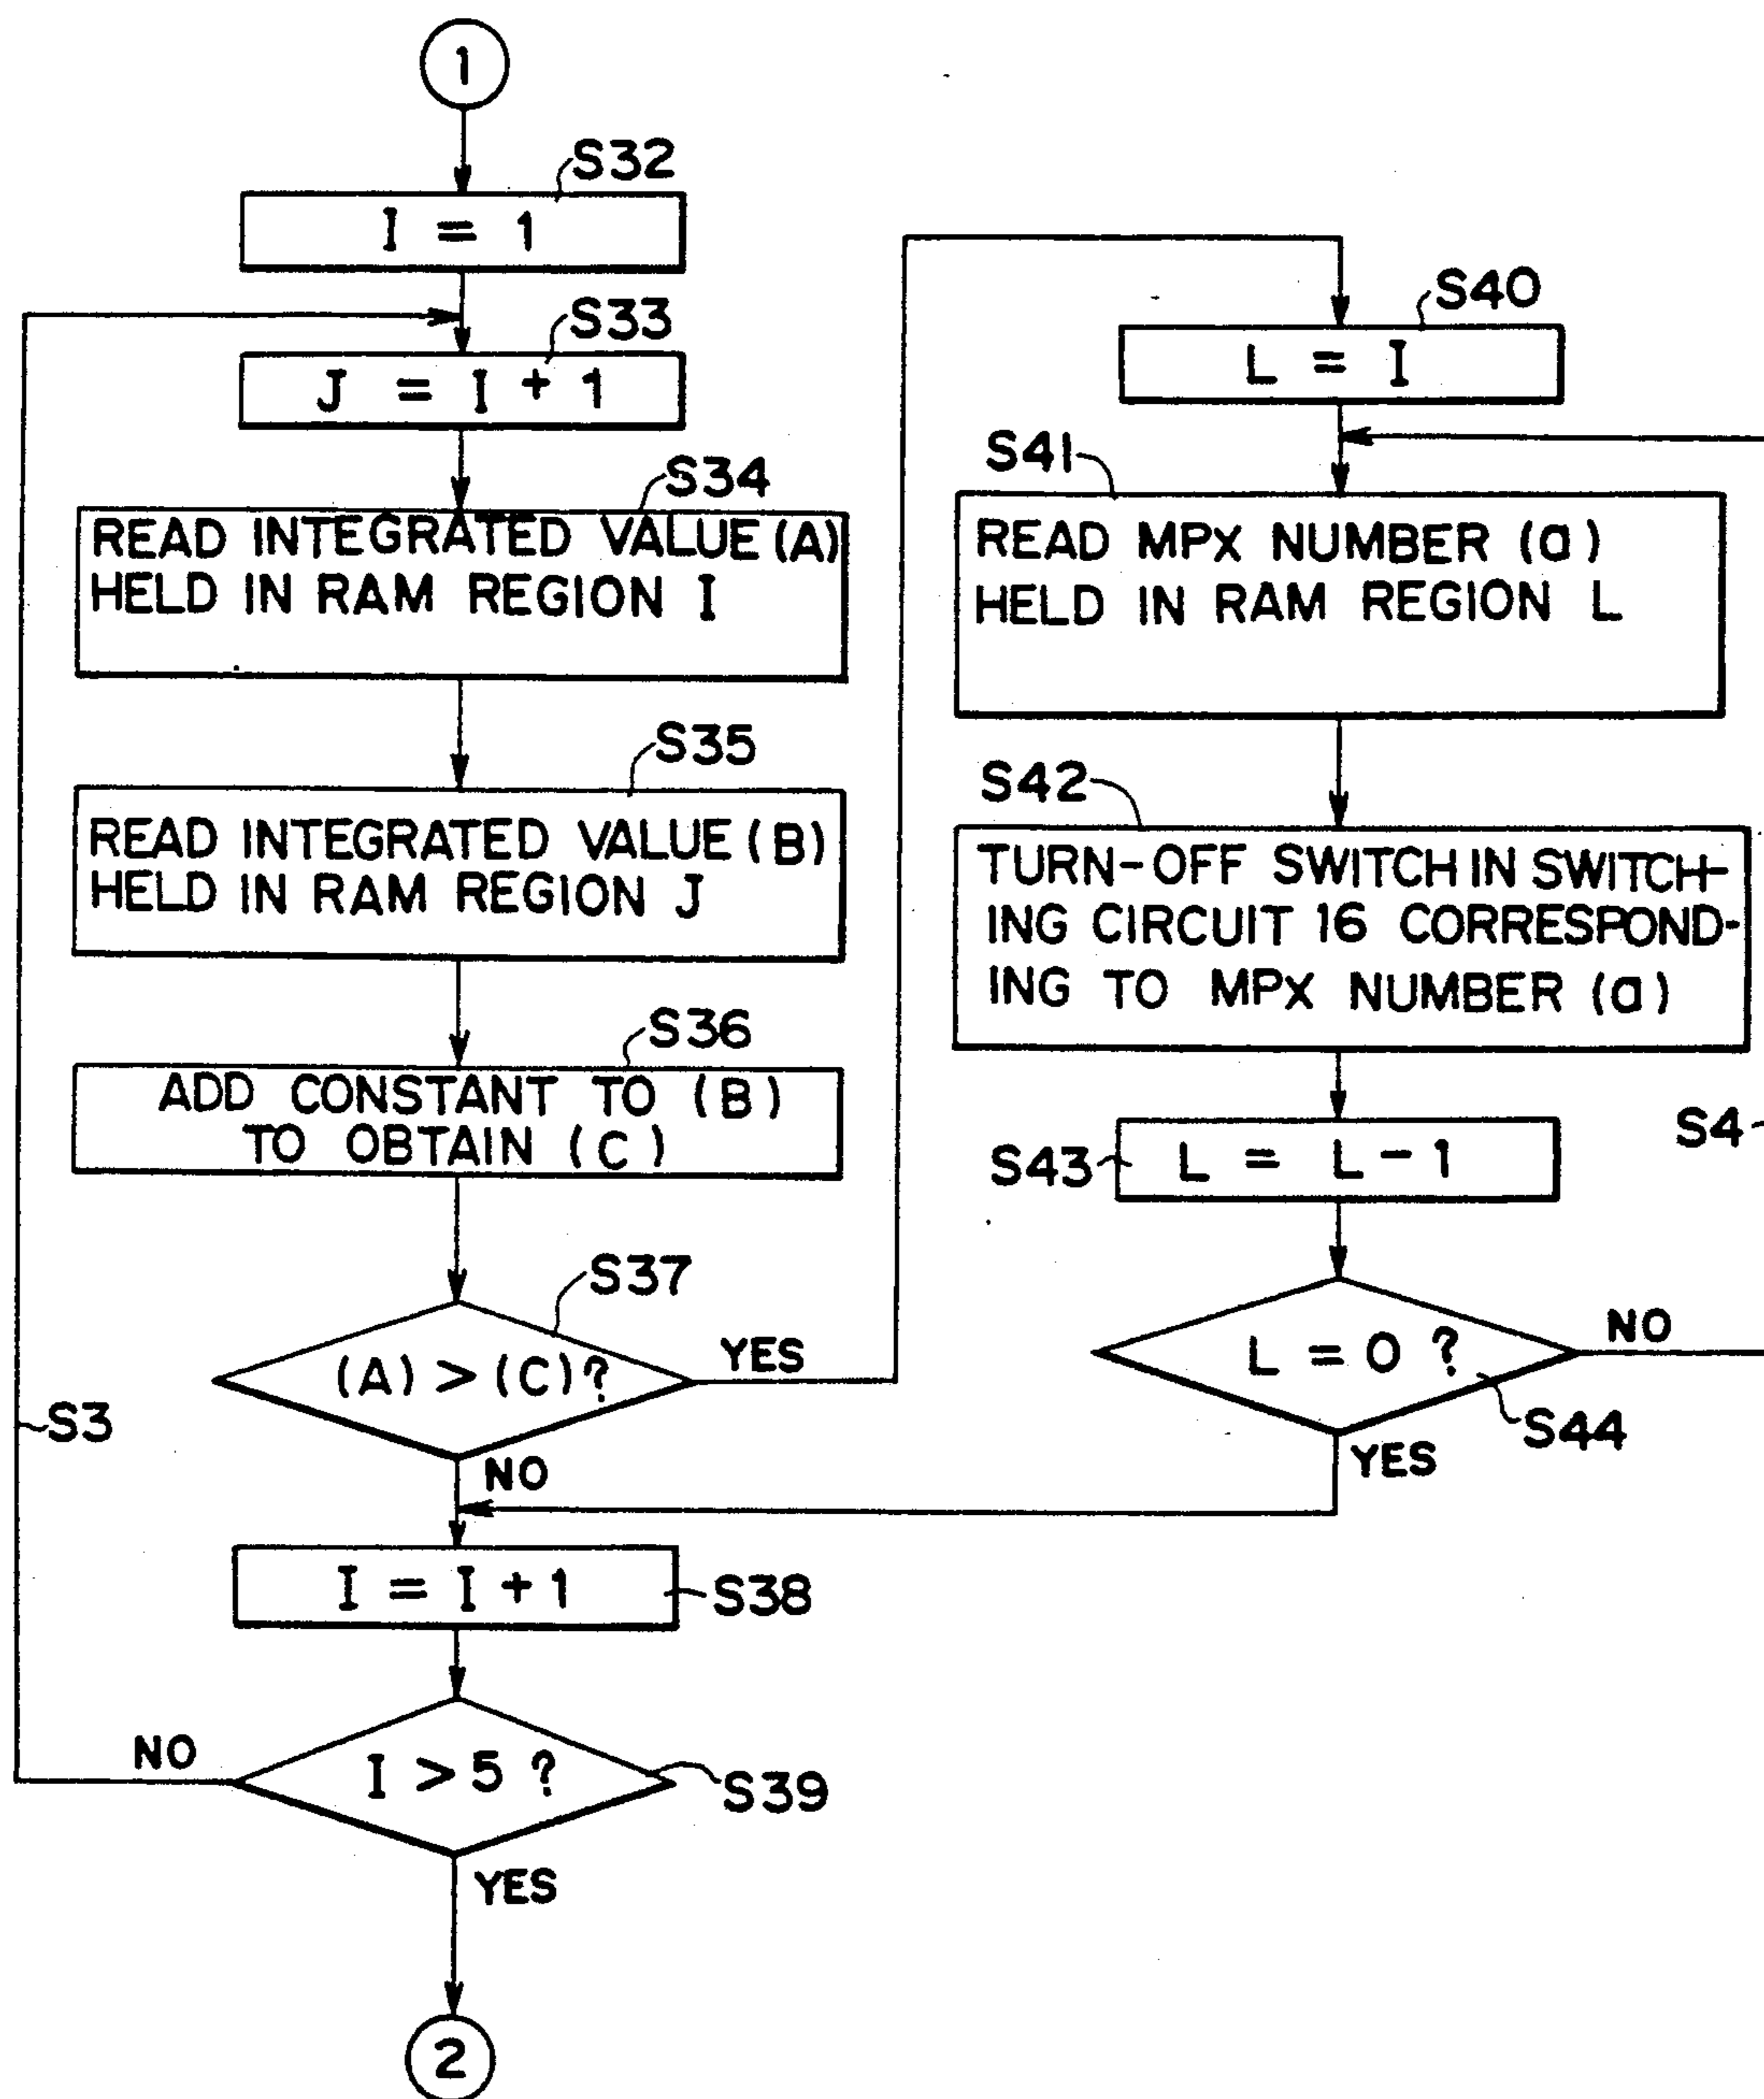 1
S32
I = 1
S33
J = I + 1
S34
READ INTEGRATED VALUE (A)
HELD IN RAM REGION I
S35
READ INTEGRATED VALUE (B)
HELD IN RAM REGION J
S36
ADD CONSTANT TO (B)
TO OBTAIN (C)
S37
(A) > (C)?
YES
NO
S3
I = I + 1
S38
I > 5 ?
S39
NO
YES
2
S40
L = I
S41
READ MPX NUMBER (a)
HELD IN RAM REGION L
S42
TURN-OFF SWITCH IN SWITCH-
ING CIRCUIT 16 CORRESPOND-
ING TO MPX NUMBER (a)
S4
S43
L = L - 1
L = 0 ?
NO
S44
YES